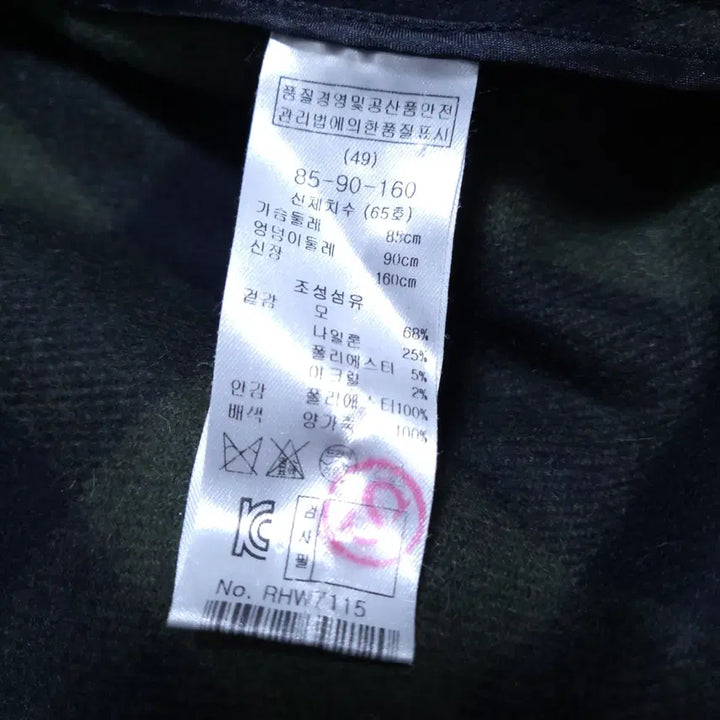 품질경영및공산품안전
관리법에의한품질표시
(49)
85-90-160
신체치수 (65호)
가슴둘레 85cm
엉덩이둘레 90cm
신장 160cm
조성섬유
겉감 모 68%
나일론 25%
폴리에스터 5%
아크릴 2%
안감 폴리에스터 100%
배색 양가죽 100%
KC
검사필
No. RHW7115